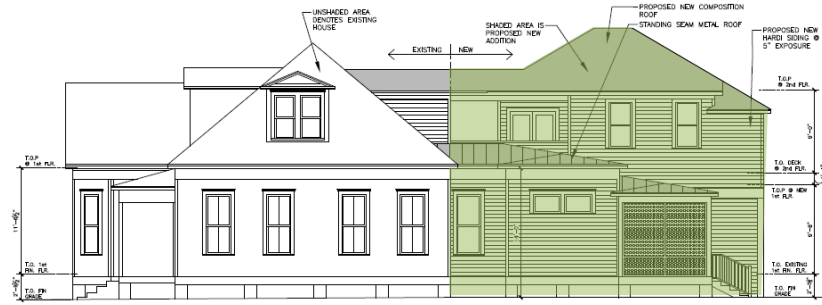 UNSHADED AREA
DENOTES EXISTING
HOUSE
EXISTING
NEW
SHADED AREA IS
PROPOSED NEW
ADDITION
PROPOSED NEW COMPOSITION
ROOF
STANDING SEAM METAL ROOF
PROPOSED NEW
HARDI SIDING @
5" EXPOSURE
T.O.P
@ 2nd FLR.
T.O.P
@ 1st FLR.
T.O. DECK
@ 2nd FLR.
T.O.P @ NEW
1st FLR.
T.O. 1st
FIN. FLR.
T.O. EXISTING
1st FIN. FLR.
T.O. FIN
GRADE
T.O. FIN
GRADE